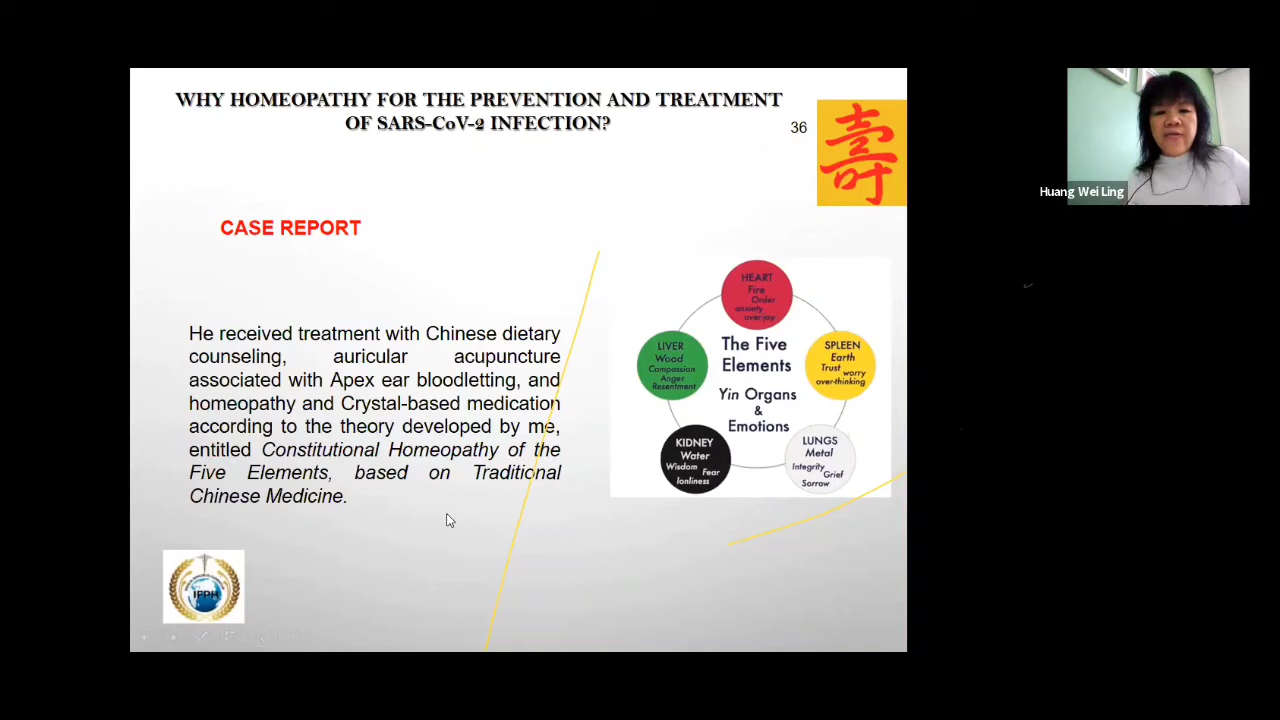 WHY HOMEOPATHY FOR THE PREVENTION AND TREATMENT
OF SARS-CoV-2 INFECTION?
36
壽
Huang Wei Ling
CASE REPORT
He received treatment with Chinese dietary
counseling, auricular acupuncture
associated with Apex ear bloodletting, and
homeopathy and Crystal-based medication
according to the theory developed by me,
entitled Constitutional Homeopathy of the
Five Elements, based on Traditional
Chinese Medicine.
HEART
Fire
Order
anxiety
over joy
LIVER
Wood
Compassion
Anger
Resentment
The Five
Elements
Yin Organs
&
Emotions
SPLEEN
Earth
Trust
worry
over-thinking
KIDNEY
Water
Wisdom
Fear
lonliness
LUNGS
Metal
Integrity
Grief
Sorrow
IFPH